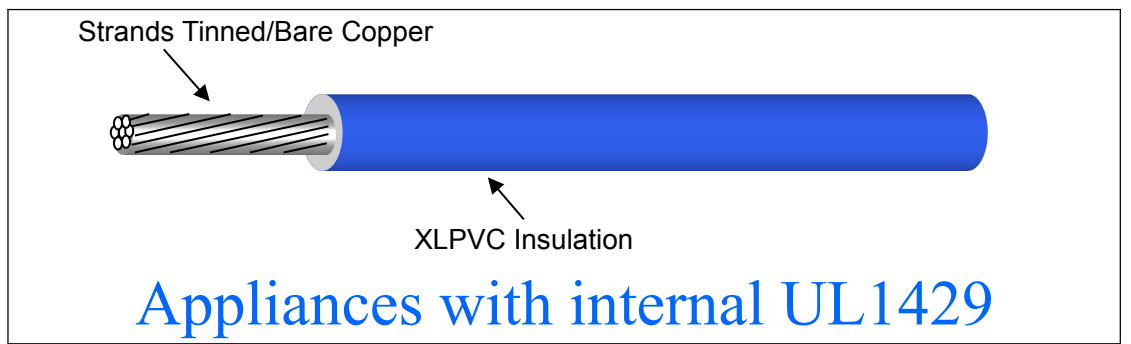 Strands Tinned/Bare Copper
XLPVC Insulation
Appliances with internal UL1429